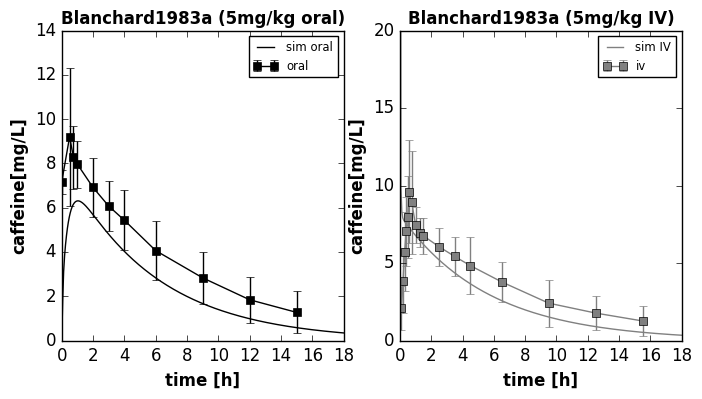 Blanchard1983a (5mg/kg oral)
14
12
10
8
6
4
2
0
caffeine[mg/L]
sim oral
oral
0 2 4 6 8 10 12 14 16 18
time [h]
Blanchard1983a (5mg/kg IV)
20
15
10
5
0
caffeine[mg/L]
sim IV
iv
0 2 4 6 8 10 12 14 16 18
time [h]